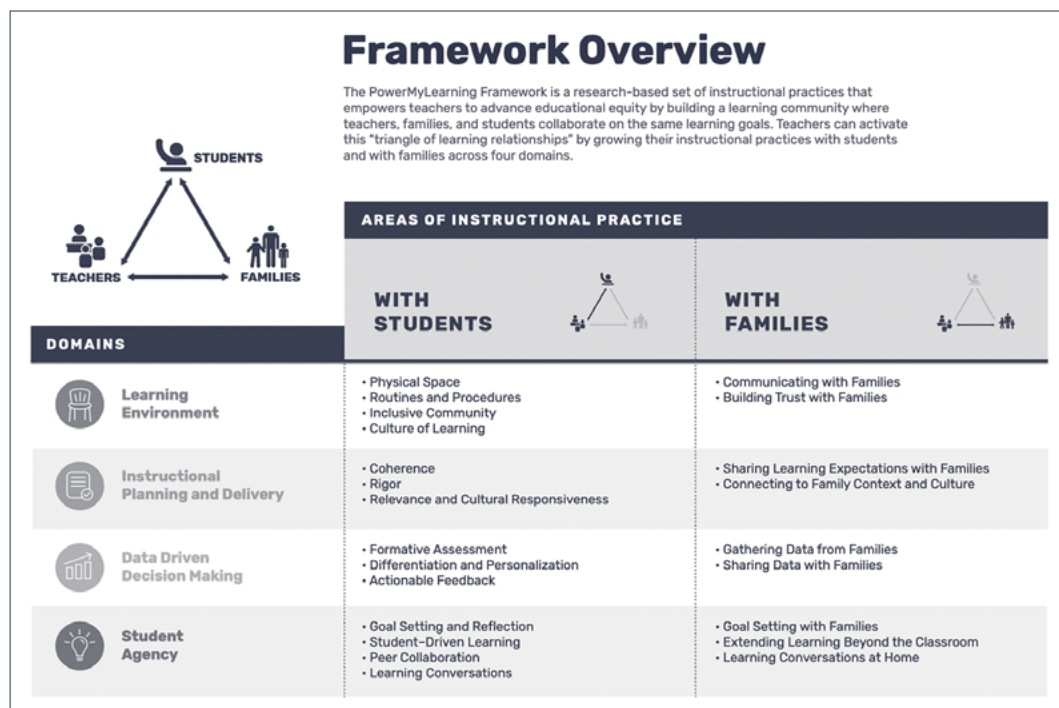 Framework Overview
The PowerMyLearning Framework is a research-based set of instructional practices that
empowers teachers to advance educational equity by building a learning community where
teachers, families, and students collaborate on the same learning goals. Teachers can activate
this "triangle of learning relationships" by growing their instructional practices with students
and with families across four domains.
STUDENTS
TEACHERS
FAMILIES
AREAS OF INSTRUCTIONAL PRACTICE
WITH
STUDENTS
WITH
FAMILIES
DOMAINS
Learning
Environment
• Physical Space
• Routines and Procedures
• Inclusive Community
• Culture of Learning
• Communicating with Families
• Building Trust with Families
Instructional
Planning and Delivery
• Coherence
• Rigor
• Relevance and Cultural Responsiveness
• Sharing Learning Expectations with Families
• Connecting to Family Context and Culture
Data Driven
Decision Making
• Formative Assessment
• Differentiation and Personalization
• Actionable Feedback
• Gathering Data from Families
• Sharing Data with Families
Student
Agency
• Goal Setting and Reflection
• Student–Driven Learning
• Peer Collaboration
• Learning Conversations
• Goal Setting with Families
• Extending Learning Beyond the Classroom
• Learning Conversations at Home